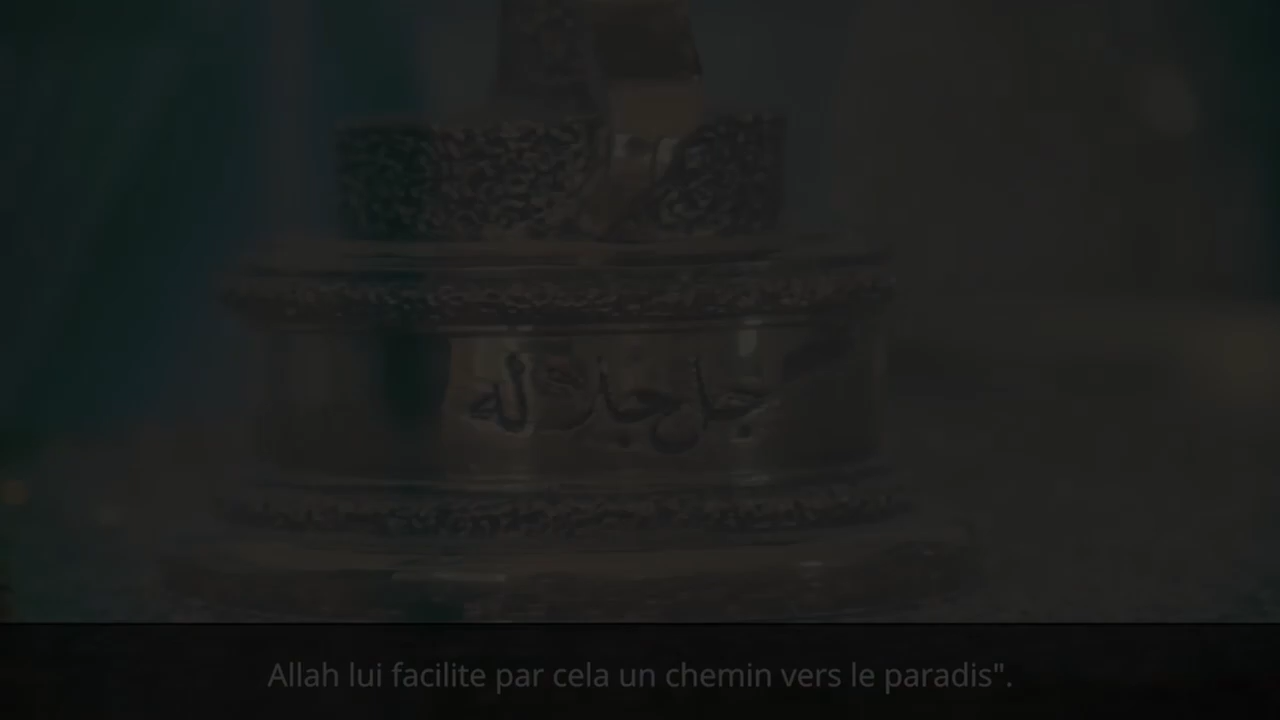 جل جلاله
Allah lui facilite par cela un chemin vers le paradis".